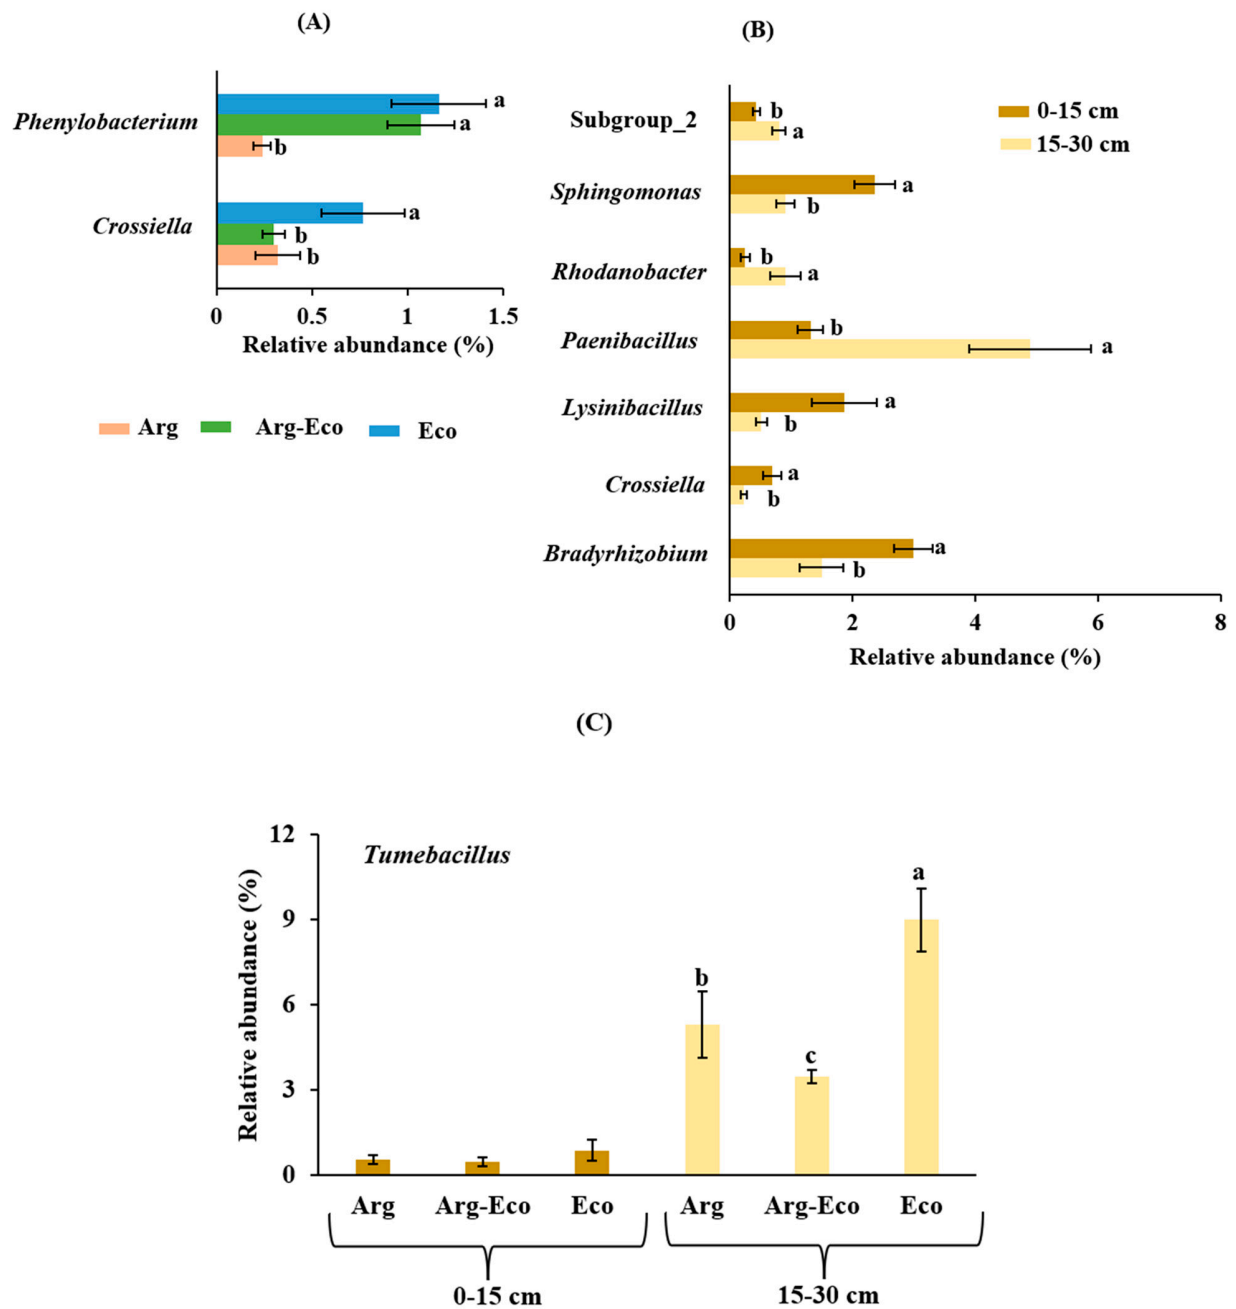 (A)
Phenylobacterium
a
a
b
Crossiella
a
b
b
0 0.5 1 1.5
Relative abundance (%)
Arg Arg-Eco Eco
(B)
0-15 cm
15-30 cm
Subgroup_2
b
a
Sphingomonas
a
b
Rhodanobacter
b
a
Paenibacillus
b
a
Lysinibacillus
a
b
Crossiella
a
b
Bradyrhizobium
a
b
0 2 4 6 8
Relative abundance (%)
(C)
Tumebacillus
Relative abundance (%)
12
9
6
3
0
b
c
a
Arg Arg-Eco Eco Arg Arg-Eco Eco
0-15 cm 15-30 cm